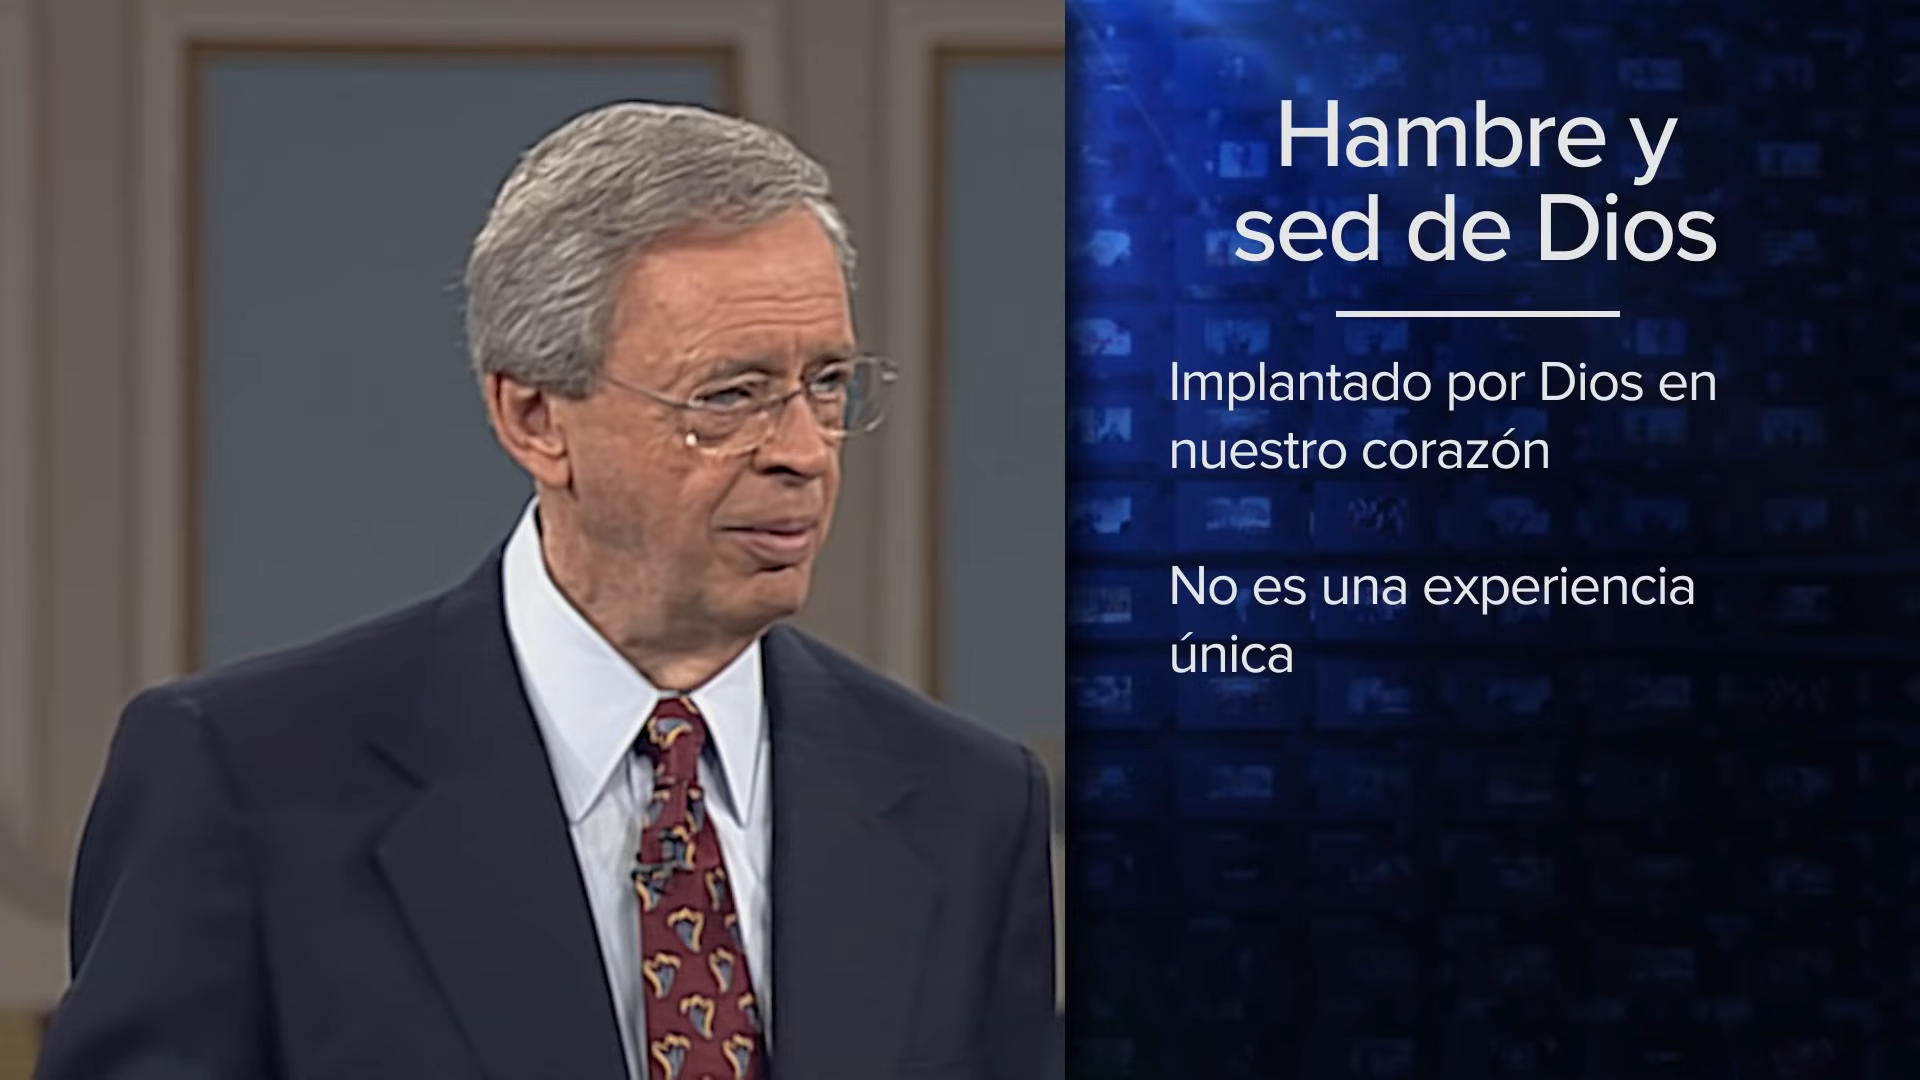 Hambre y
sed de Dios
Implantado por Dios en
nuestro corazón
No es una experiencia
única